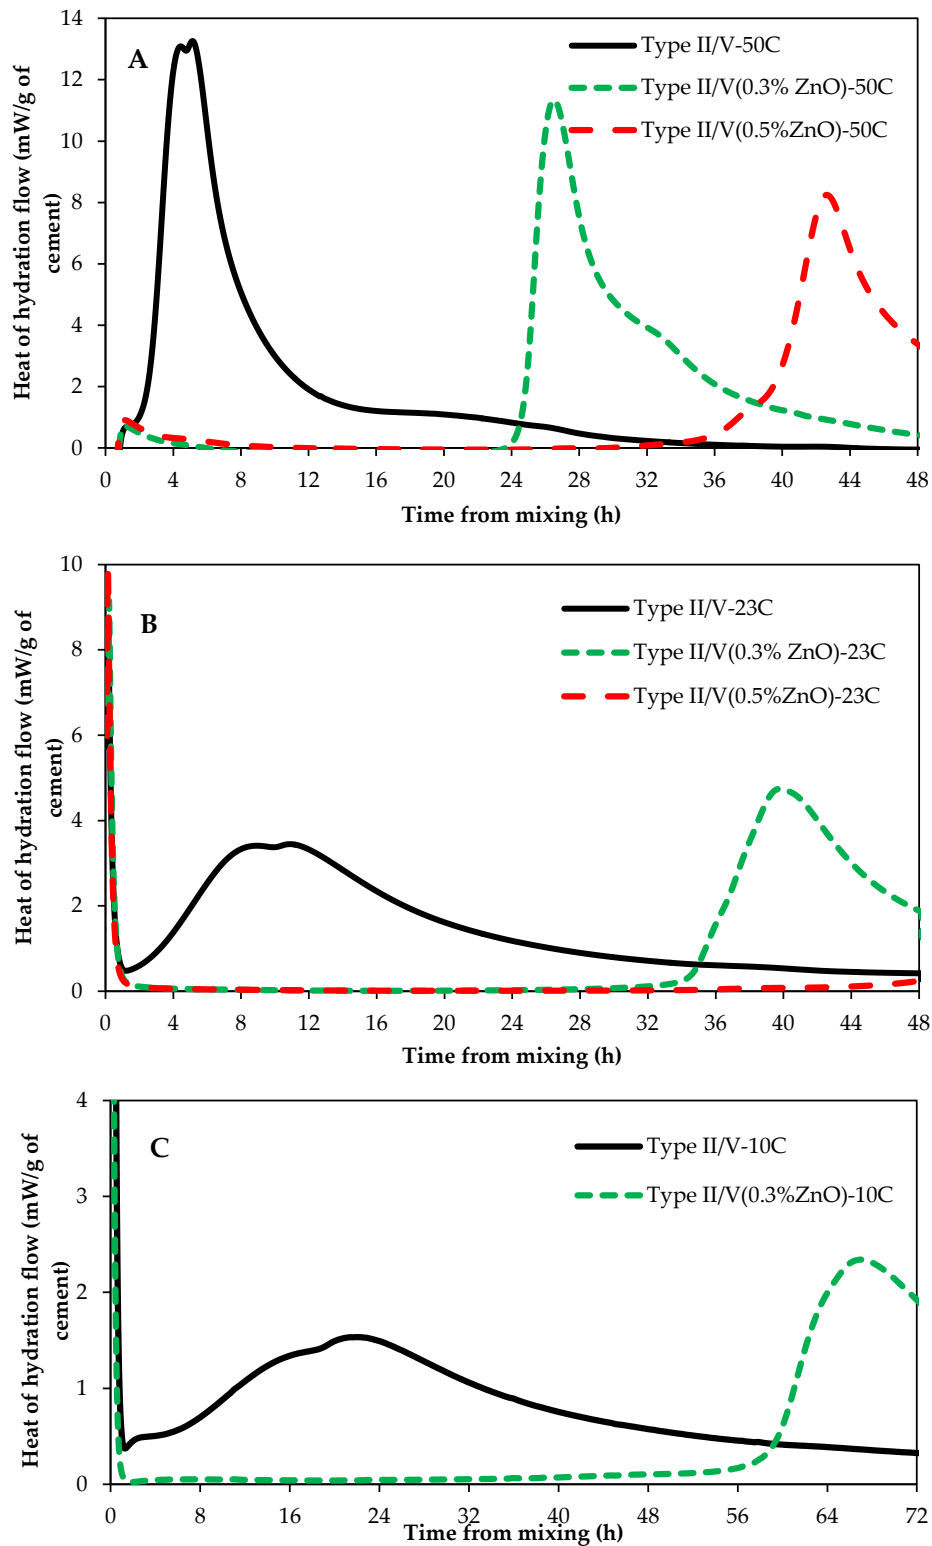 14
12
10
8
6
4
2
0
Heat of hydration flow (mW/g of
cement)
A
Type II/V-50C
Type II/V(0.3% ZnO)-50C
Type II/V(0.5%ZnO)-50C
0 4 8 12 16 20 24 28 32 36 40 44 48
Time from mixing (h)
10
8
6
4
2
0
Heat of hydration flow (mW/g of
cement)
B
Type II/V-23C
Type II/V(0.3% ZnO)-23C
Type II/V(0.5%ZnO)-23C
0 4 8 12 16 20 24 28 32 36 40 44 48
Time from mixing (h)
4
3
2
1
0
Heat of hydration flow (mW/g of
cement)
C
Type II/V-10C
Type II/V(0.3%ZnO)-10C
0 8 16 24 32 40 48 56 64 72
Time from mixing (h)